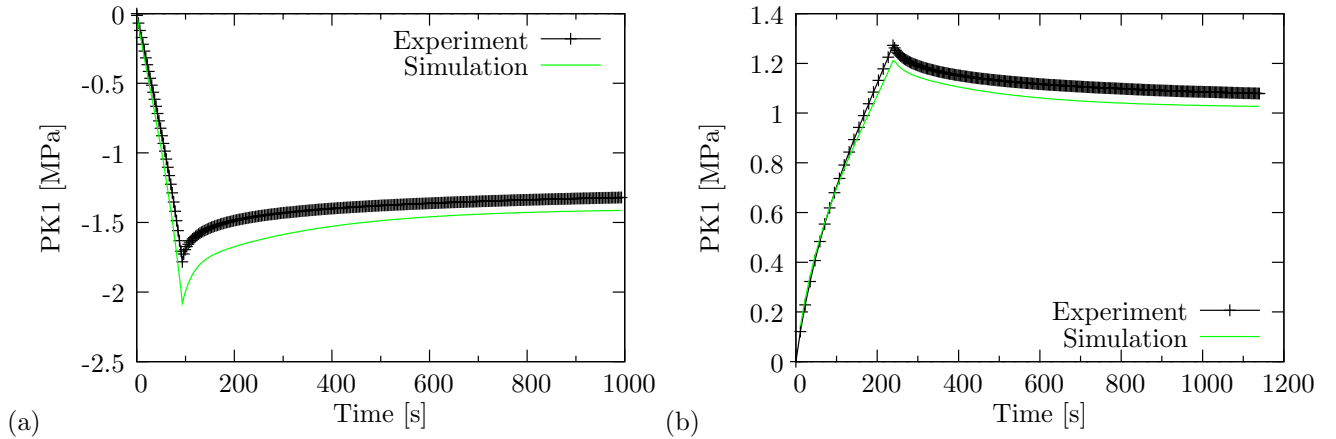 0
-0.5
-1
-1.5
-2
-2.5
0 200 400 600 800 1000
PK1 [MPa]
Time [s]
Experiment
Simulation
(a)
1.4
1.2
1
0.8
0.6
0.4
0.2
0
0 200 400 600 800 1000 1200
PK1 [MPa]
Time [s]
Experiment
Simulation
(b)